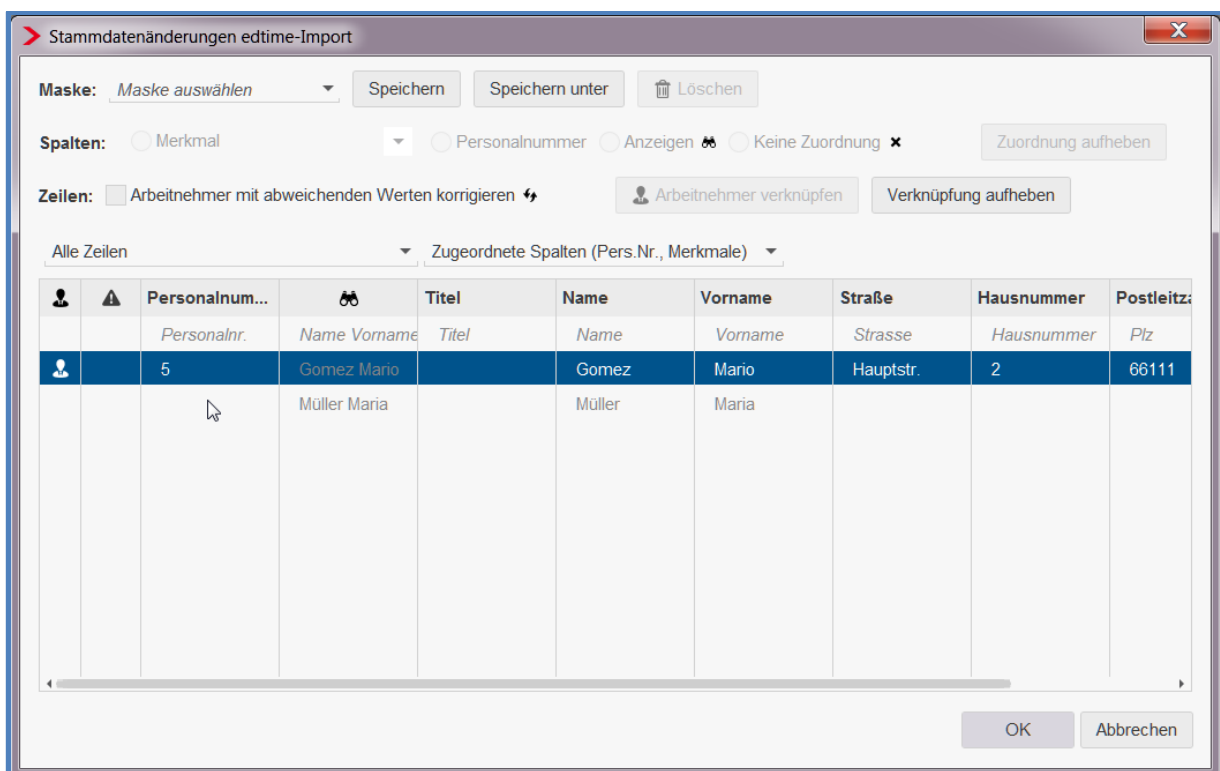 Stammdatenänderungen edtime-Import
Maske: Maske auswählen Speichern Speichern unter Löschen
Spalten: Merkmal Personalnummer Anzeigen Keine Zuordnung Zuordnung aufheben
Zeilen: Arbeitnehmer mit abweichenden Werten korrigieren Arbeitnehmer verknüpfen Verknüpfung aufheben
Alle Zeilen Zugeordnete Spalten (Pers.Nr., Merkmale)
Personalnum... Titel Name Vorname Straße Hausnummer Postleitza
Personalnr. Name Vorname Titel Name Vorname Strasse Hausnummer Plz
5 Gomez Mario Gomez Mario Hauptstr. 2 66111
Müller Maria Müller Maria
OK Abbrechen